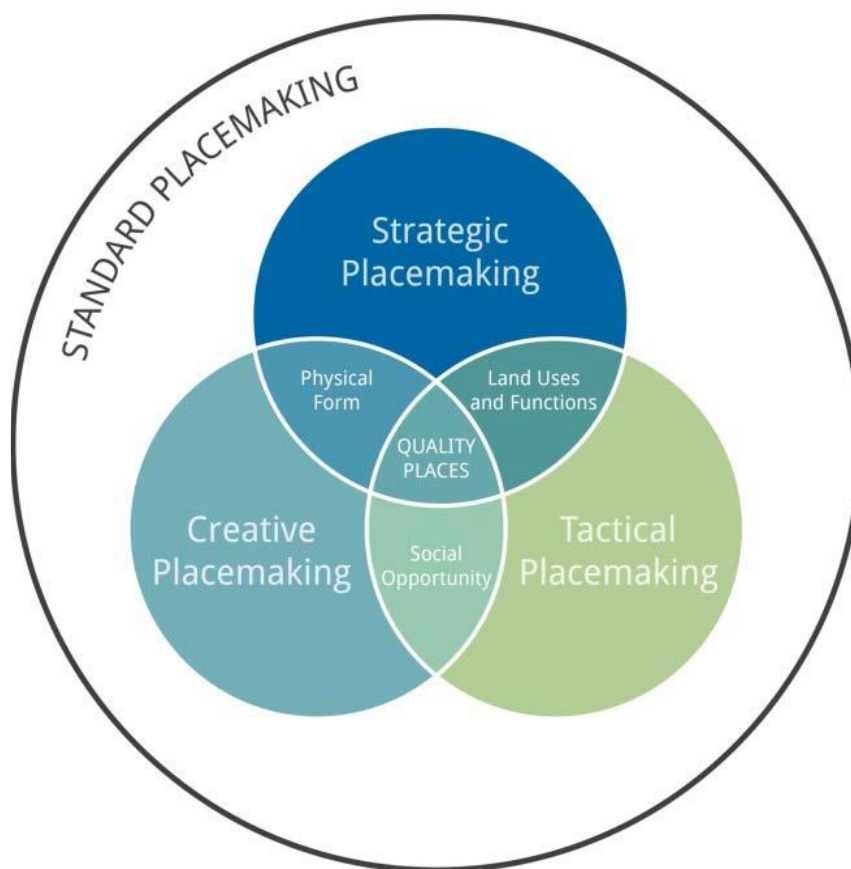 STANDARD PLACEMAKING
Strategic
Placemaking
Physical
Form
Land Uses
and Functions
QUALITY
PLACES
Creative
Placemaking
Social
Opportunity
Tactical
Placemaking